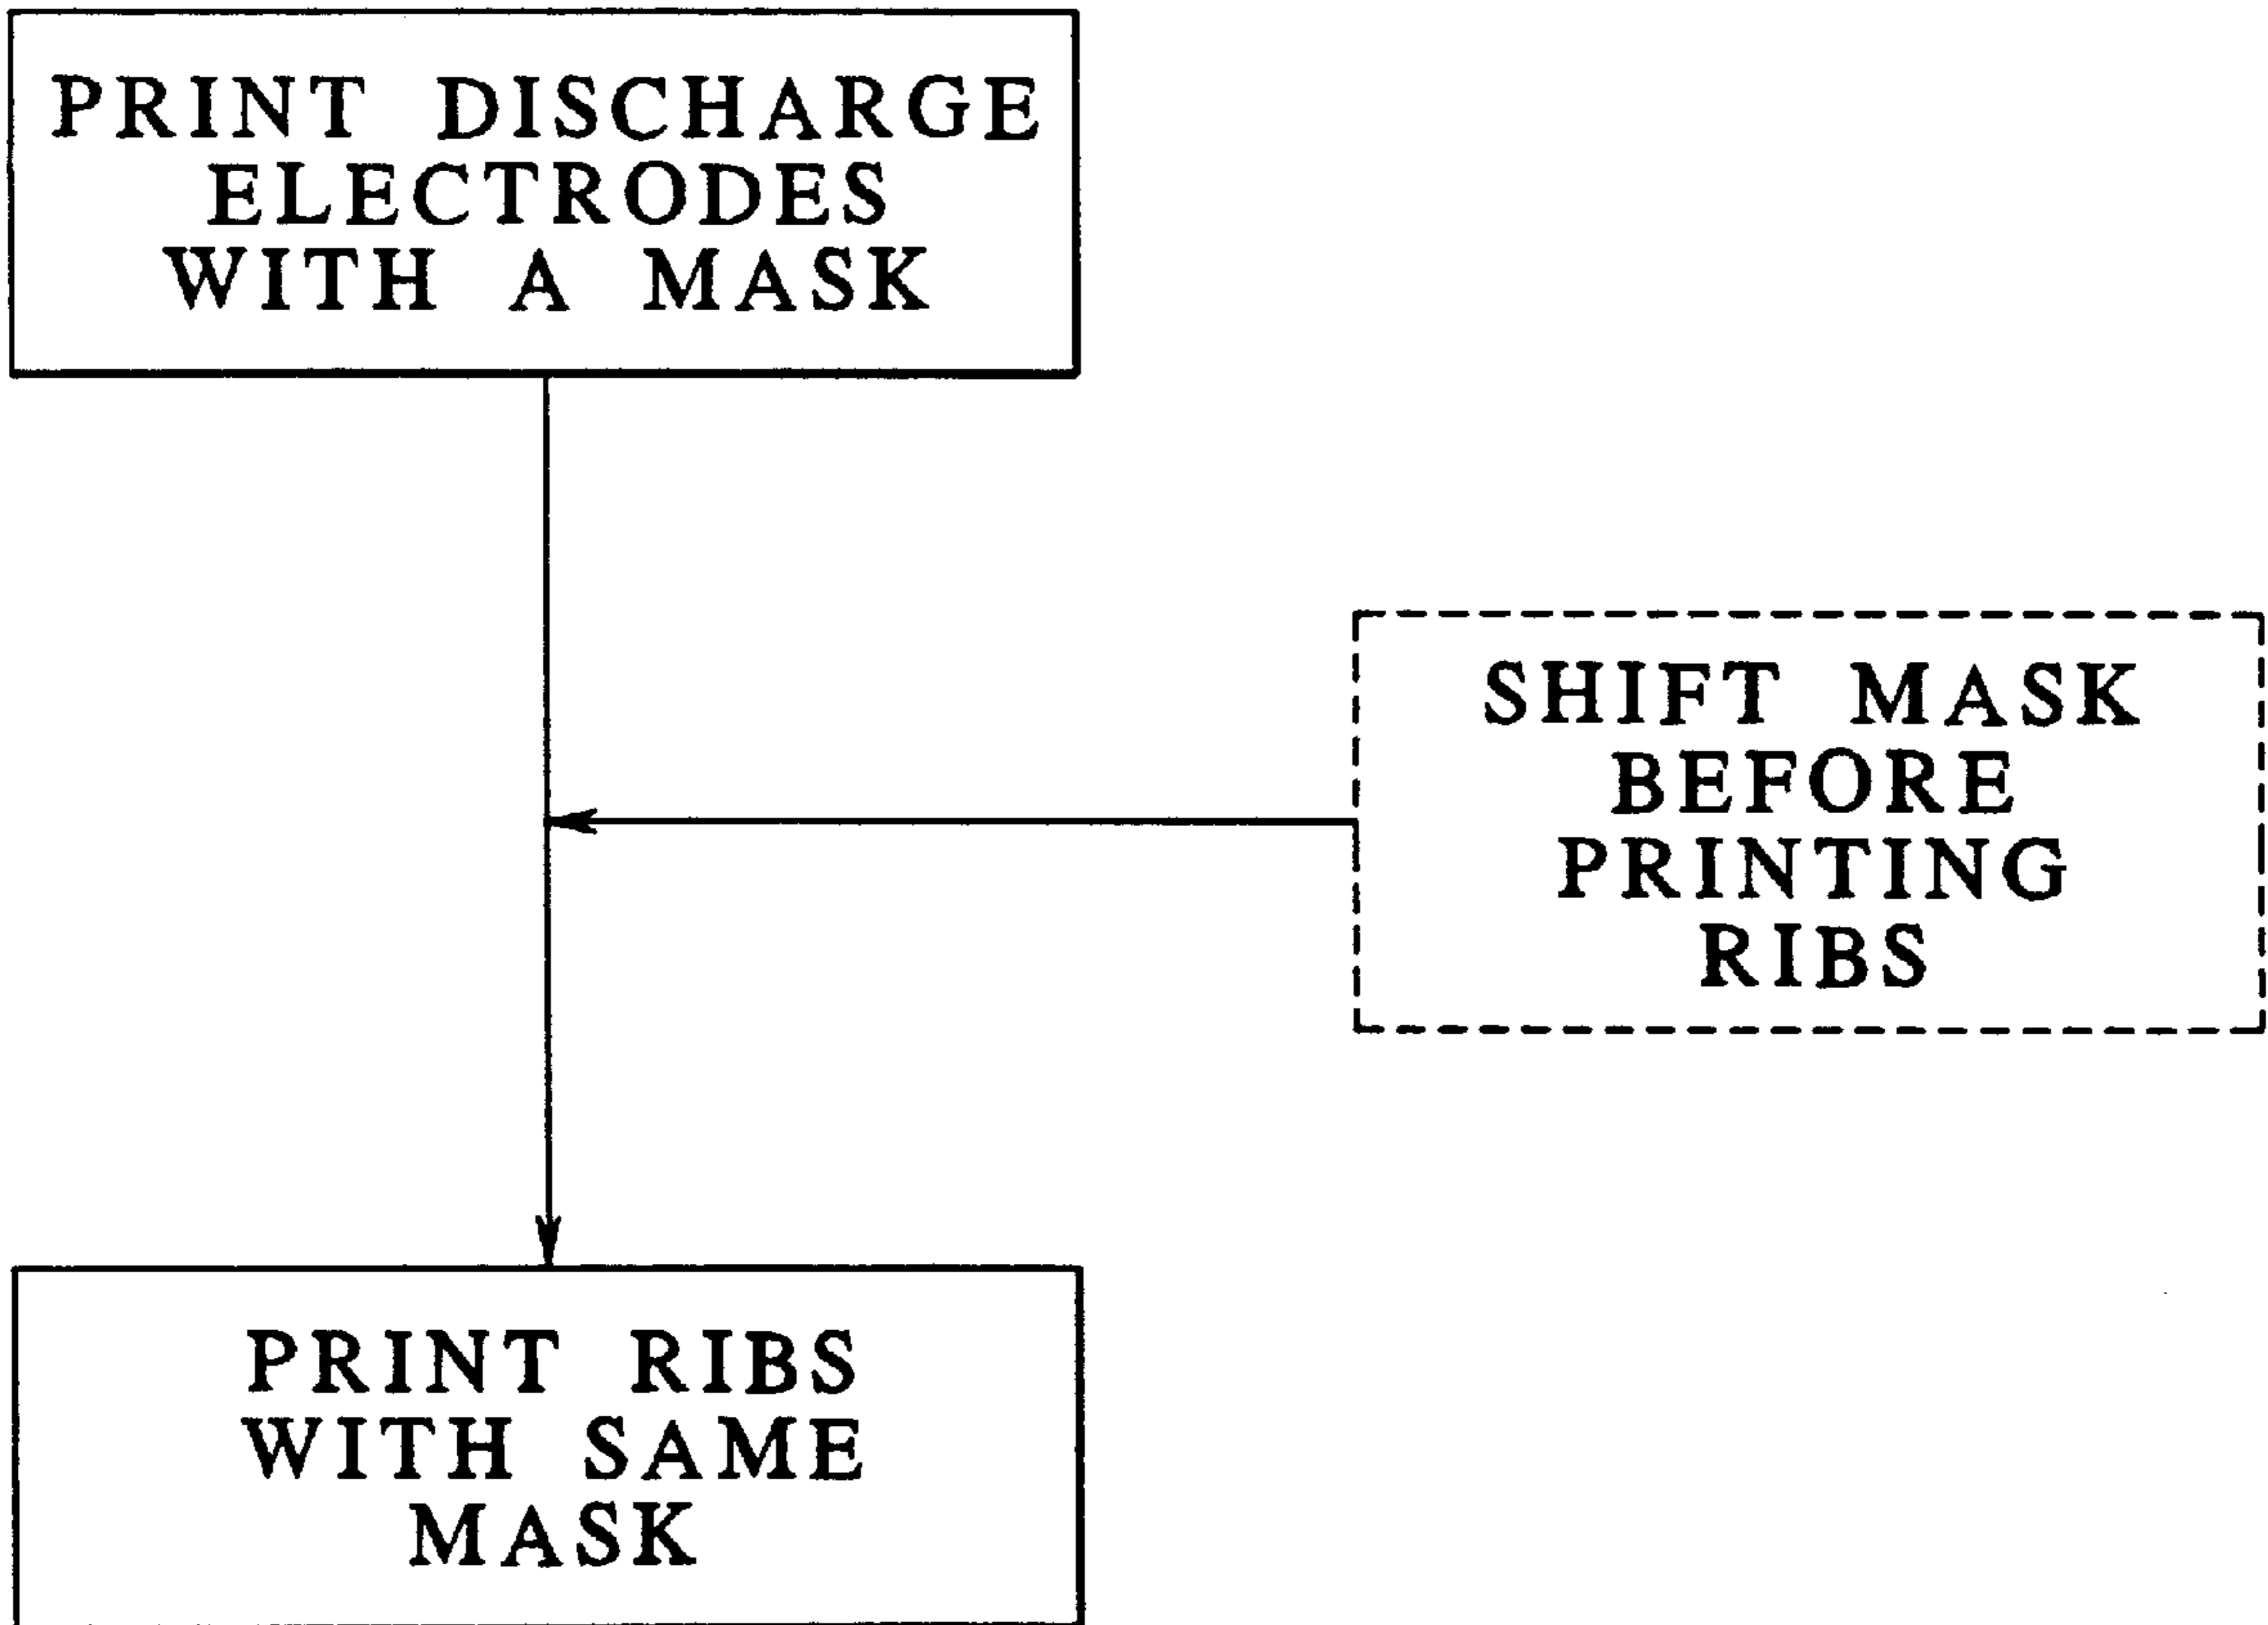 PRINT DISCHARGE
ELECTRODES
WITH A MASK
SHIFT MASK
BEFORE
PRINTING
RIBS
PRINT RIBS
WITH SAME
MASK